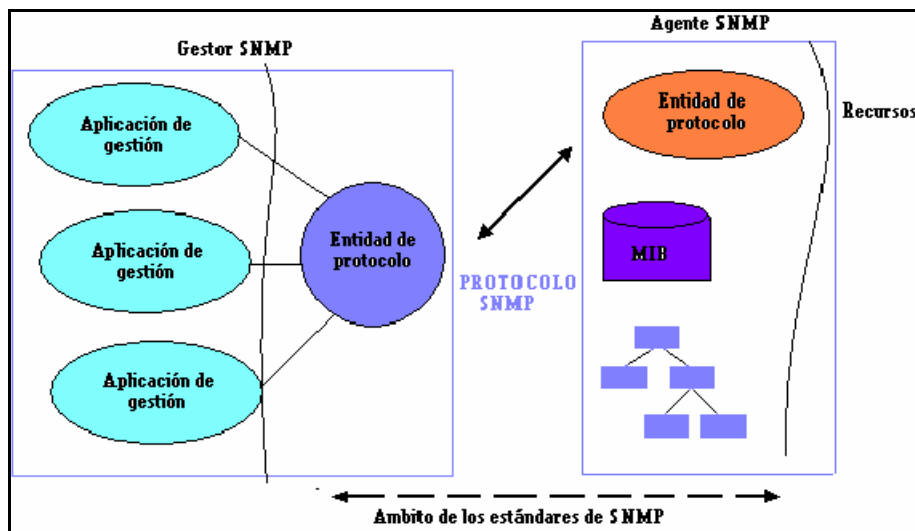 Agente SNMP
Gestor SNMP
Aplicación de
gestión
Aplicación de
gestión
Aplicación de
gestión
Entidad de
protocolo
PROTOCOLO
SNMP
Entidad de
protocolo
Recursos
MIB
Ambito de los estándares de SNMP